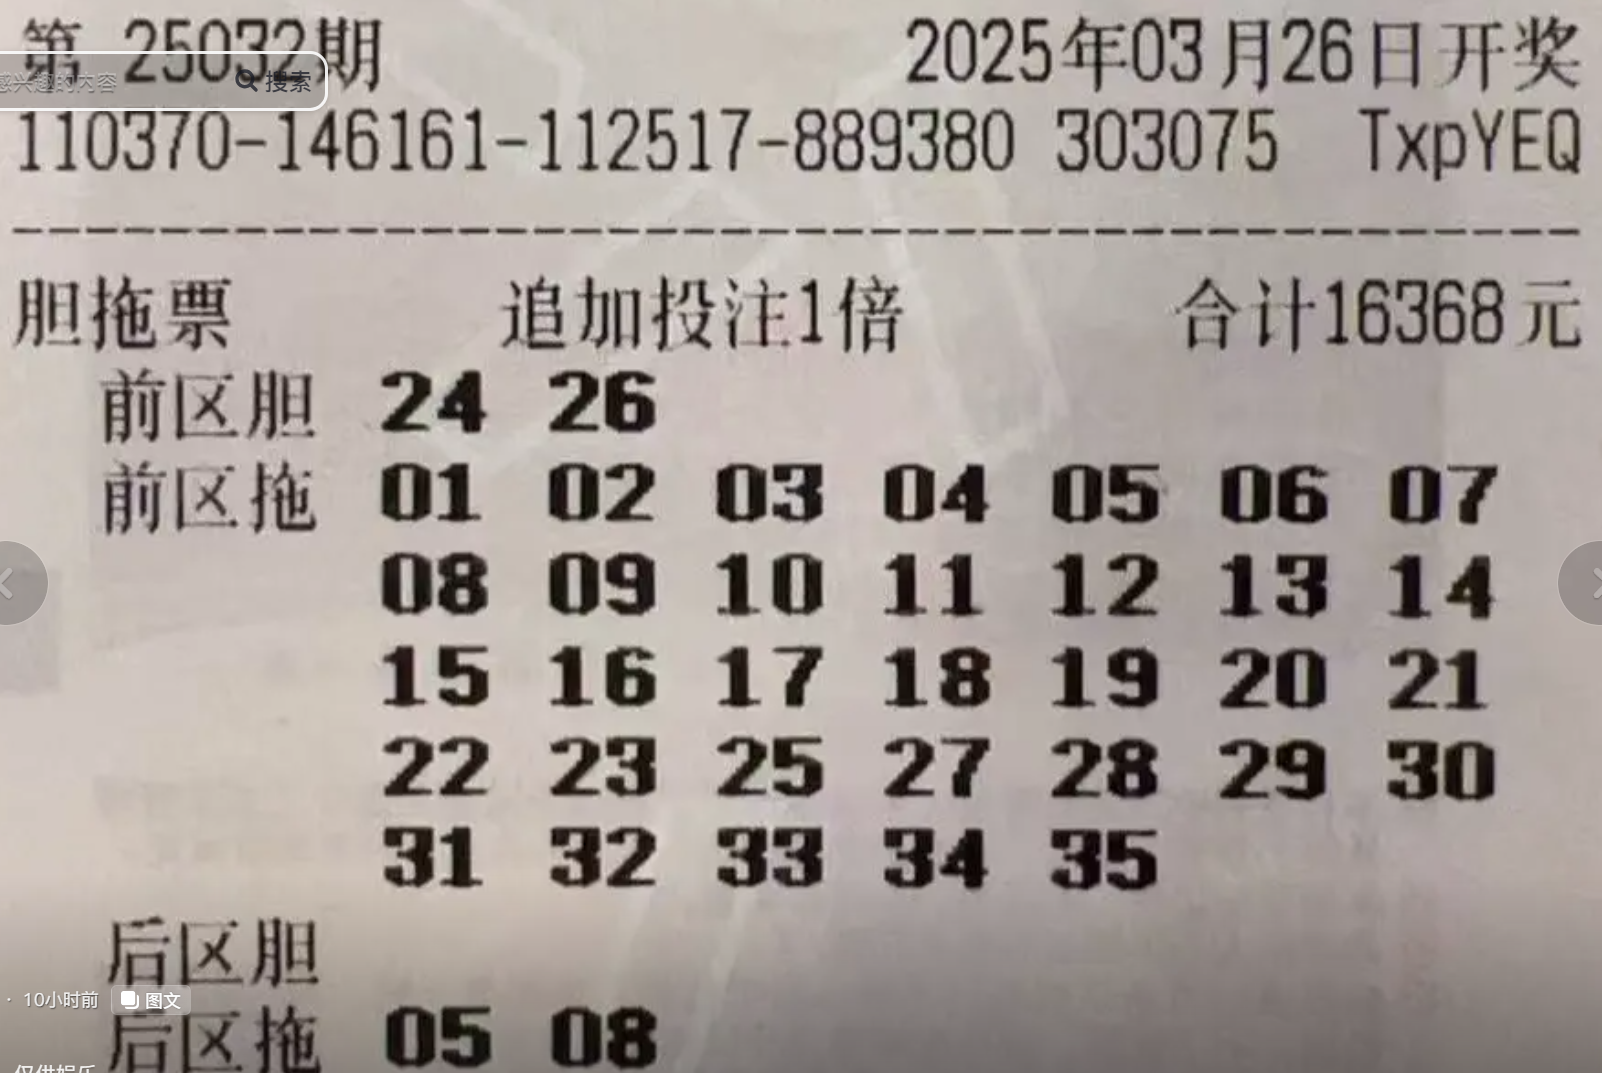 第 25032期 2025年03月26日开奖
感兴趣的内容 搜索
110370-146161-112517-889380 303075 TxpYEQ
胆拖票 追加投注1倍 合计16368元
前区胆 24 26
前区拖 01 02 03 04 05 06 07
08 09 10 11 12 13 14
15 16 17 18 19 20 21
22 23 25 27 28 29 30
31 32 33 34 35
后区胆
· 10小时前 图文
后区拖 05 08
仅供娱乐